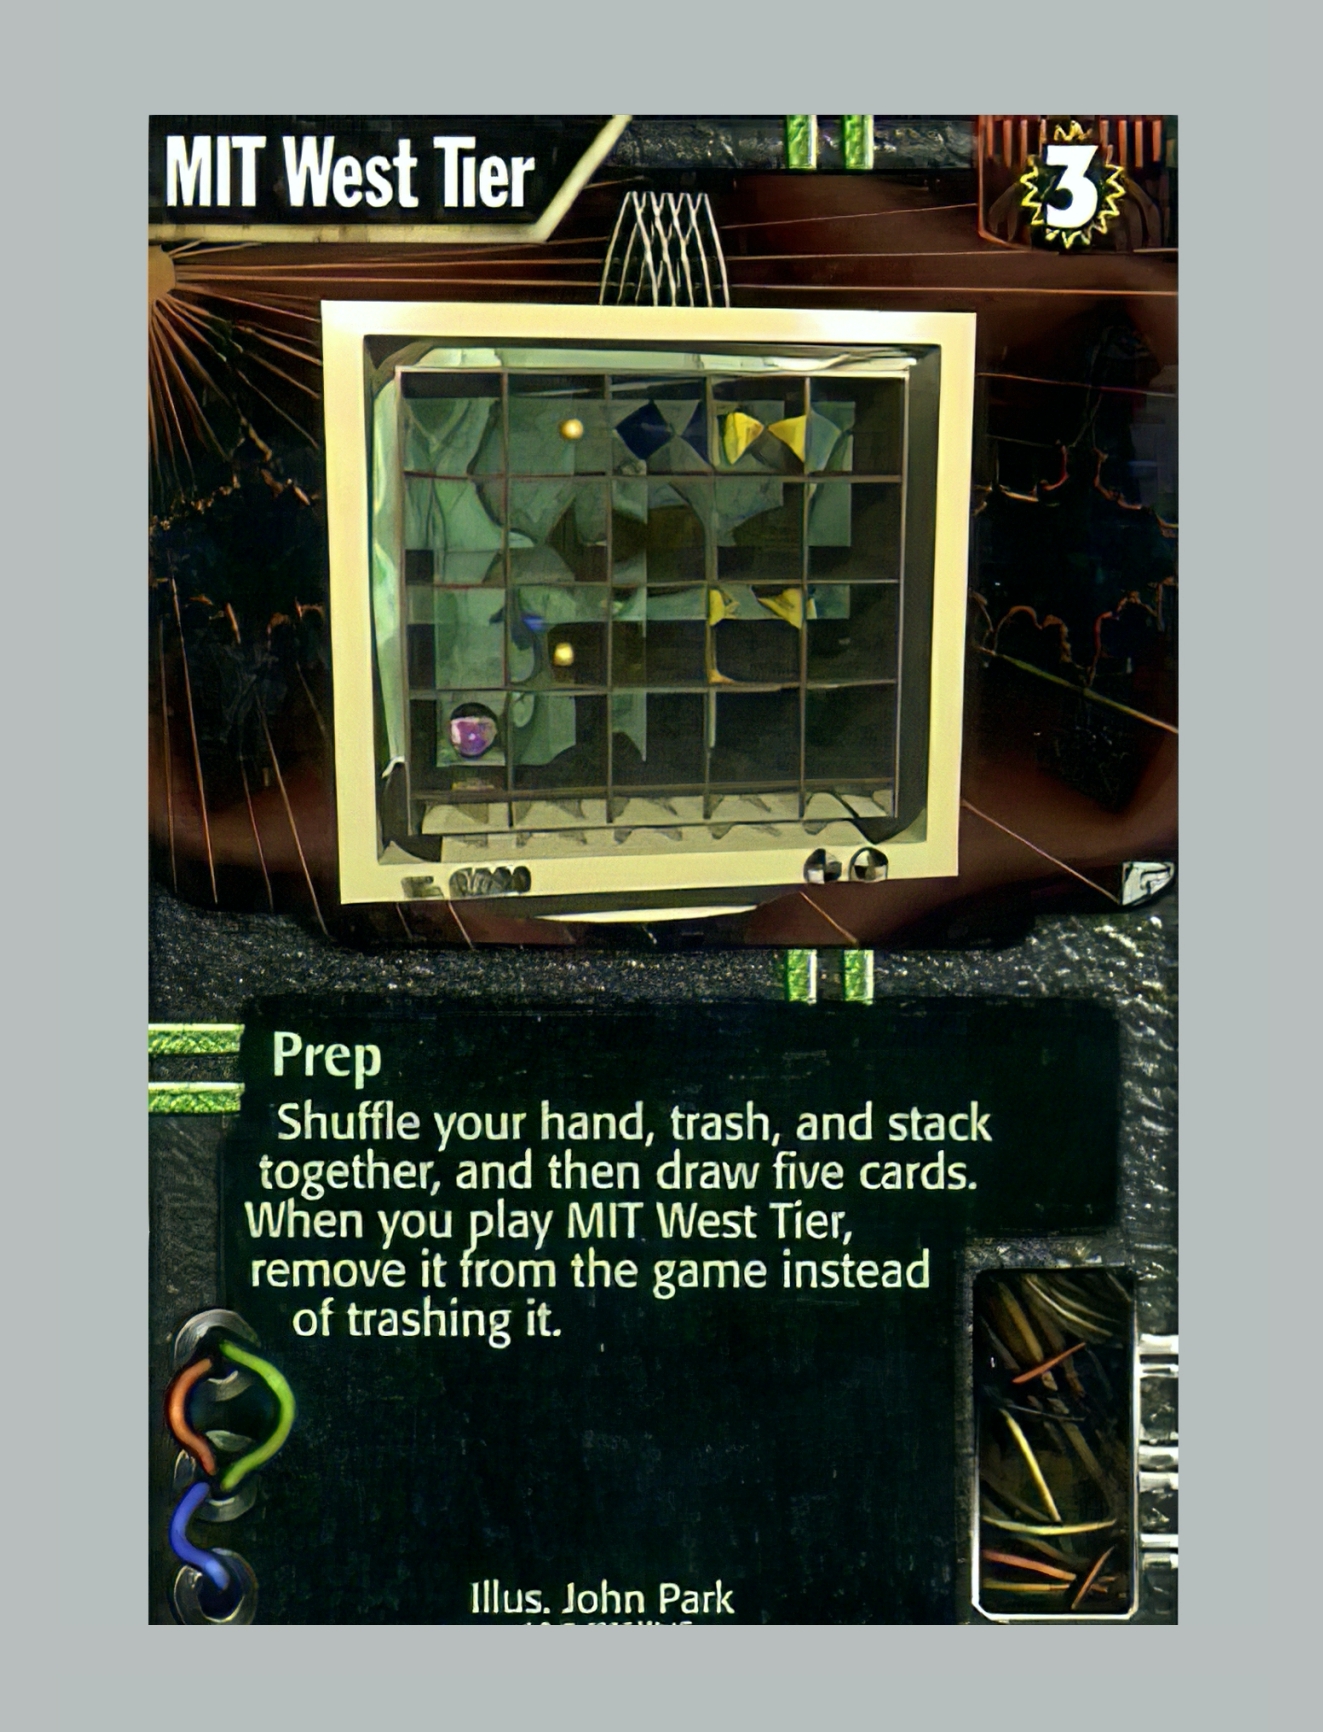 MIT West Tier
3
Prep
Shuffle your hand, trash, and stack
together, and then draw five cards.
When you play MIT West Tier,
remove it from the game instead
of trashing it.
Illus. John Park